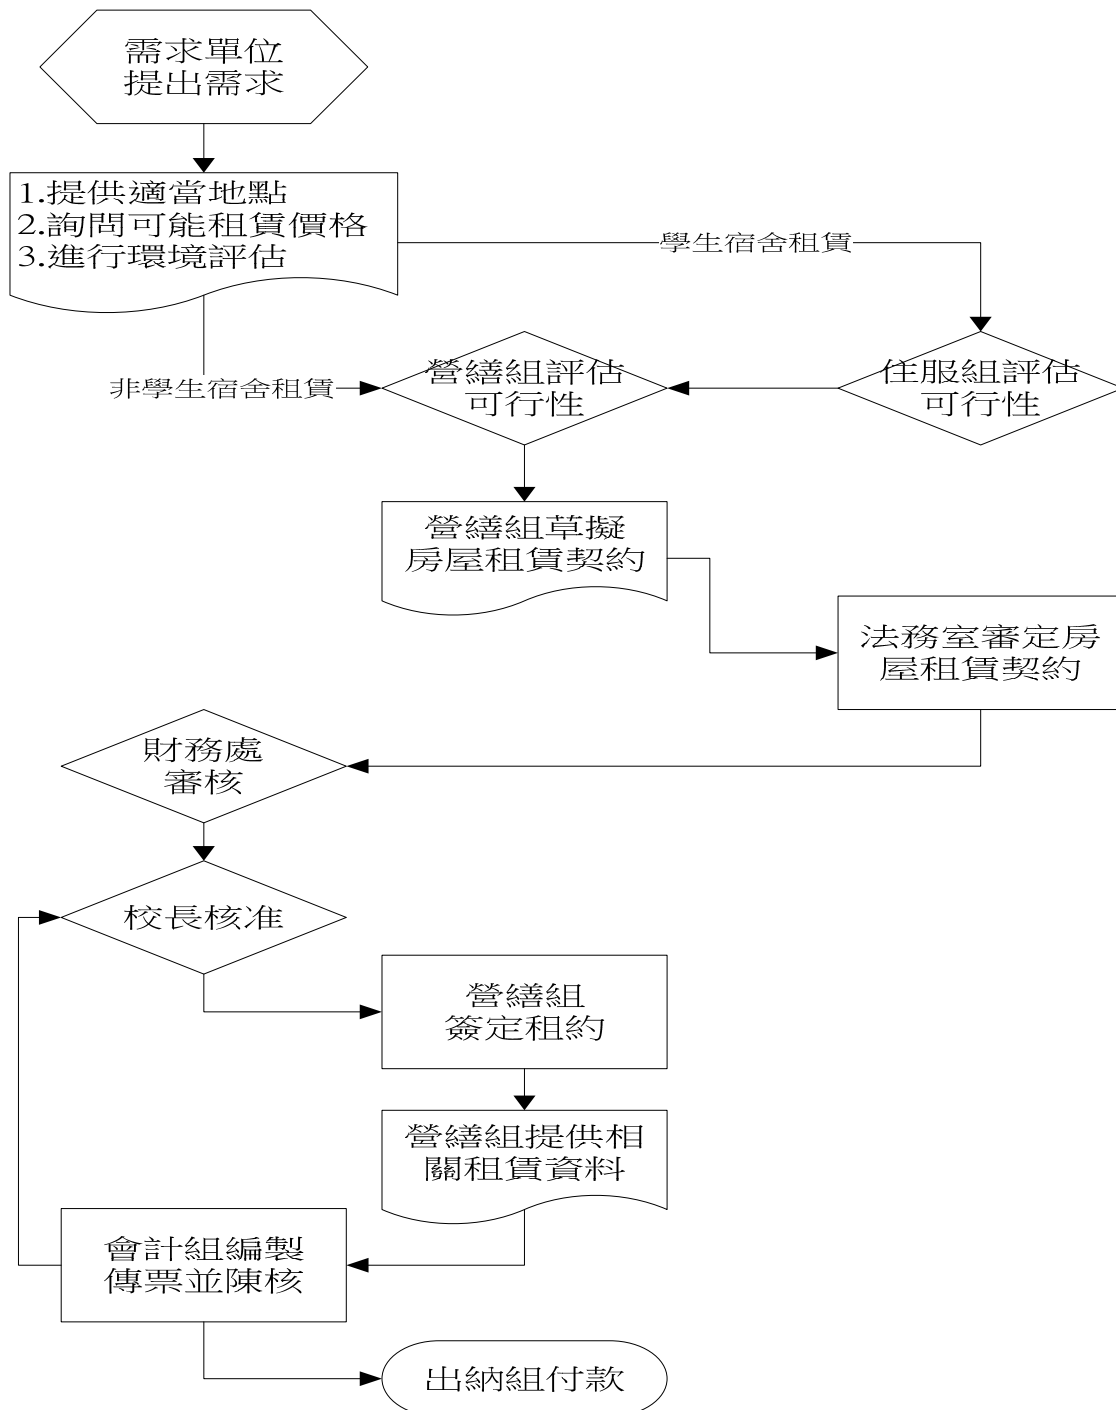 需求單位
提出需求
1.提供適當地點
2.詢問可能租賃價格
3.進行環境評估
學生宿舍租賃
非學生宿舍租賃
營繕組評估
可行性
住服組評估
可行性
營繕組草擬
房屋租賃契約
法務室審定房
屋租賃契約
財務處
審核
校長核准
營繕組
簽定租約
營繕組提供相
關租賃資料
會計組編製
傳票並陳核
出納組付款